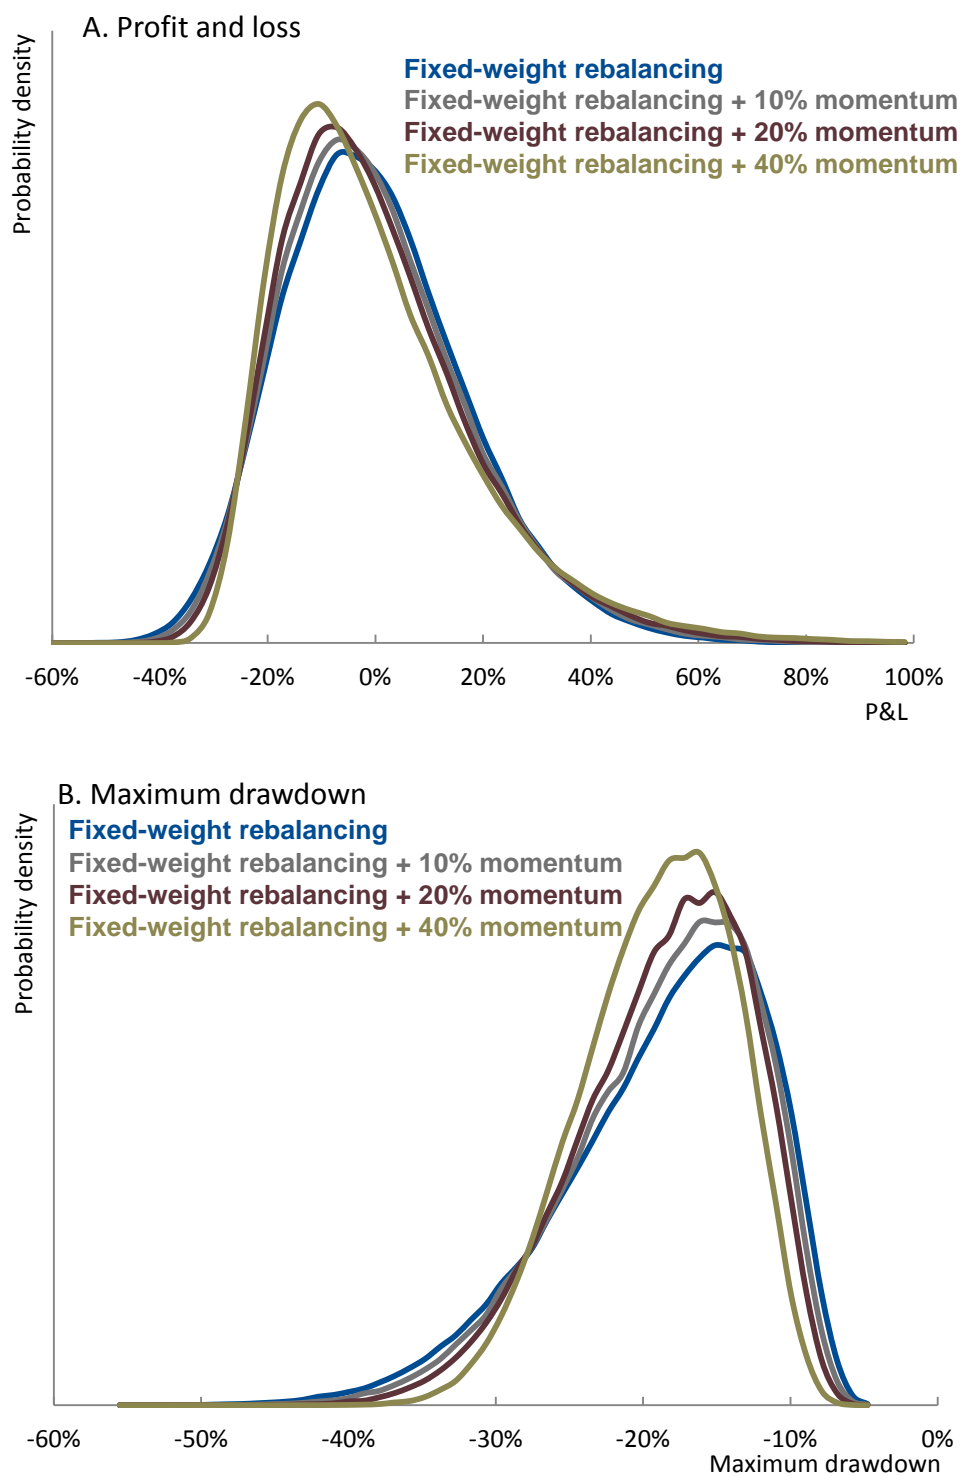 A. Profit and loss
Probability density
Fixed-weight rebalancing
Fixed-weight rebalancing + 10% momentum
Fixed-weight rebalancing + 20% momentum
Fixed-weight rebalancing + 40% momentum
-60% -40% -20% 0% 20% 40% 60% 80% 100%
P&L
B. Maximum drawdown
Probability density
Fixed-weight rebalancing
Fixed-weight rebalancing + 10% momentum
Fixed-weight rebalancing + 20% momentum
Fixed-weight rebalancing + 40% momentum
-60% -50% -40% -30% -20% -10% 0%
Maximum drawdown